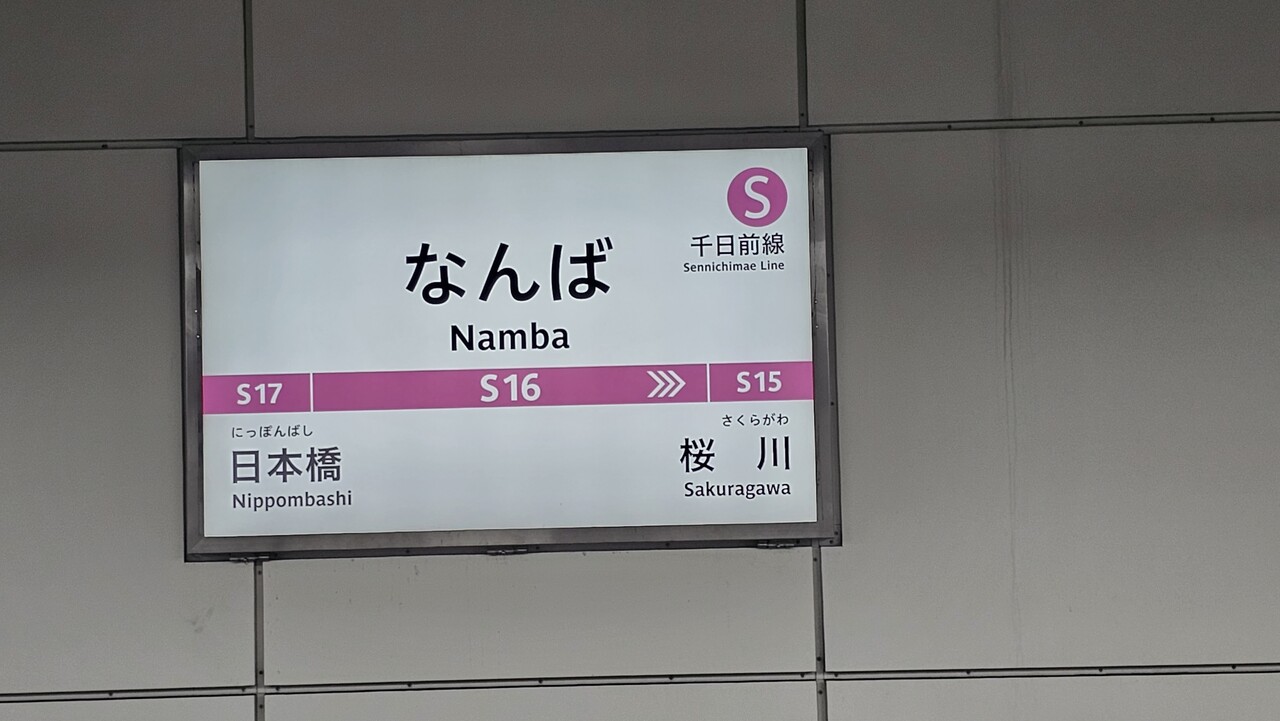 S
千日前線
Sennichimae Line
なんば
Namba
S17 S16 S15
にっぽんばし
日本橋
Nippombashi
さくらがわ
桜 川
Sakuragawa